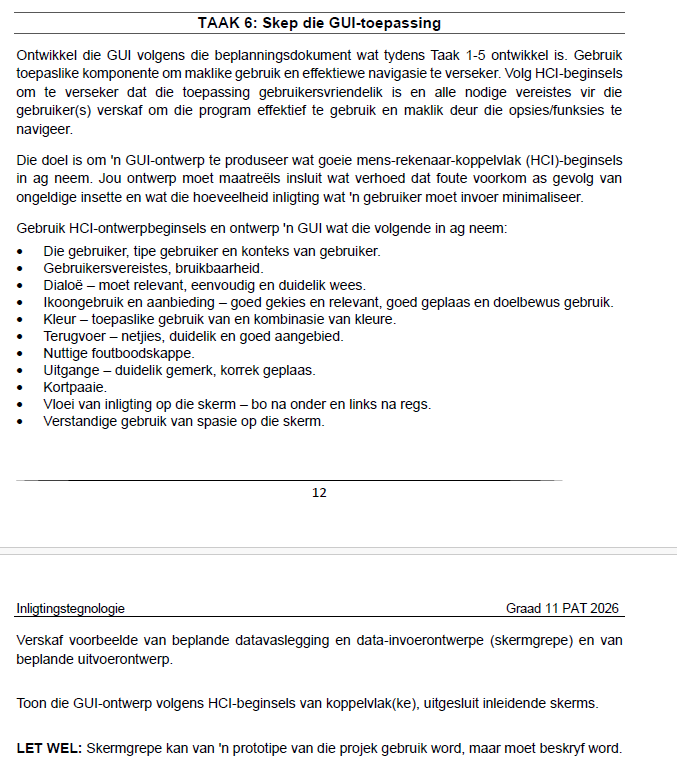 TAAK 6: Skep die GUI-toepassing
Ontwikkel die GUI volgens die beplanningsdokument wat tydens Taak 1-5 ontwikkel is. Gebruik
toepaslike komponente om maklike gebruik en effektiewe navigasie te verseker. Volg HCI-beginsels
om te verseker dat die toepassing gebruikersvriendelik is en alle nodige vereistes vir die
gebruiker(s) verskaf om die program effektief te gebruik en maklik deur die opsies/funksies te
navigeer.
Die doel is om 'n GUI-ontwerp te produseer wat goeie mens-rekenaar-koppelvlak (HCI)-beginsels
in ag neem. Jou ontwerp moet maatreëls insluit wat verhoed dat foute voorkom as gevolg van
ongeldige insette en wat die hoeveelheid inligting wat 'n gebruiker moet invoer minimaliseer.
Gebruik HCI-ontwerpbeginsels en ontwerp 'n GUI wat die volgende in ag neem:
• Die gebruiker, tipe gebruiker en konteks van gebruiker.
• Gebruikersvereistes, bruikbaarheid.
• Dialoë – moet relevant, eenvoudig en duidelik wees.
• Ikoongebruik en aanbieding – goed gekies en relevant, goed geplaas en doelbewus gebruik.
• Kleur – toepaslike gebruik van en kombinasie van kleure.
• Terugvoer – netjies, duidelik en goed aangebied.
• Nuttige foutboodskappe.
• Uitgange – duidelik gemerk, korrek geplaas.
• Kortpaaie.
• Vloei van inligting op die skerm – bo na onder en links na regs.
• Verstandige gebruik van spasie op die skerm.
12
Inligtingstegnologie Graad 11 PAT 2026
Verskaf voorbeelde van beplande datavaslegging en data-invoerontwerpe (skermgrepe) en van
beplande uitvoerontwerp.
Toon die GUI-ontwerp volgens HCI-beginsels van koppelvlak(ke), uitgesluit inleidende skerms.
LET WEL: Skermgrepe kan van 'n prototipe van die projek gebruik word, maar moet beskryf word.